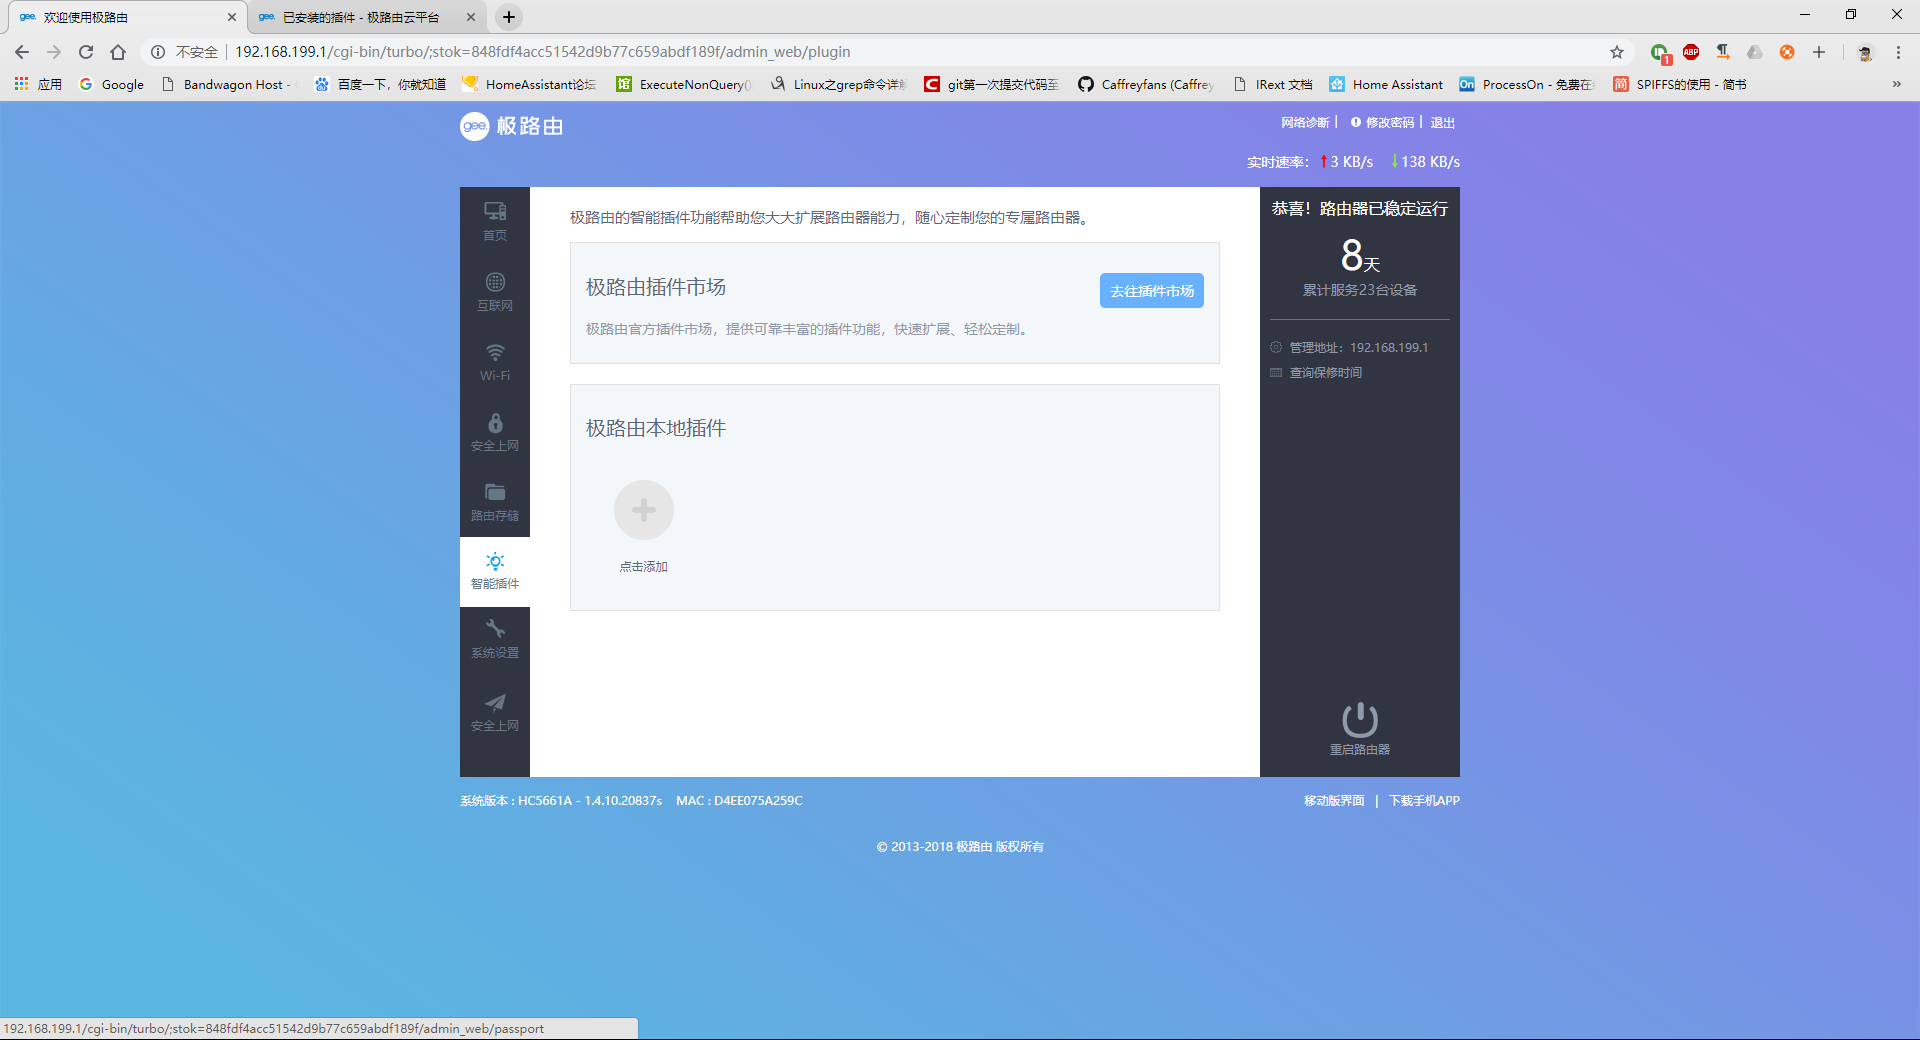 gee. 欢迎使用极路由
gee. 已安装的插件 - 极路由云平台
不安全 192.168.199.1/cgi-bin/turbo/;stok=848fdf4acc51542d9b77c659abdf189f/admin_web/plugin
1 ABP
应用 Google Bandwagon Host - 百度一下，你就知道 HomeAssistant论坛 馆 ExecuteNonQuery() Linux之grep命令详 C git第一次提交代码至 Caffreyfans (Caffrey IRext 文档 Home Assistant On ProcessOn - 免费在 简 SPIFFS的使用 - 简书 »
gee. 极路由
网络诊断 | 修改密码 | 退出
实时速率： 3 KB/s 138 KB/s
首页
互联网
Wi-Fi
安全上网
路由存储
智能插件
系统设置
安全上网
极路由的智能插件功能帮助您大大扩展路由器能力，随心定制您的专属路由器。
极路由插件市场
去往插件市场
极路由官方插件市场，提供可靠丰富的插件功能，快速扩展、轻松定制。
极路由本地插件
点击添加
恭喜！路由器已稳定运行
8天
累计服务23台设备
管理地址：192.168.199.1
查询保修时间
重启路由器
系统版本 : HC5661A - 1.4.10.20837s MAC : D4EE075A259C
移动版界面 | 下载手机APP
© 2013-2018 极路由 版权所有
192.168.199.1/cgi-bin/turbo/;stok=848fdf4acc51542d9b77c659abdf189f/admin_web/passport